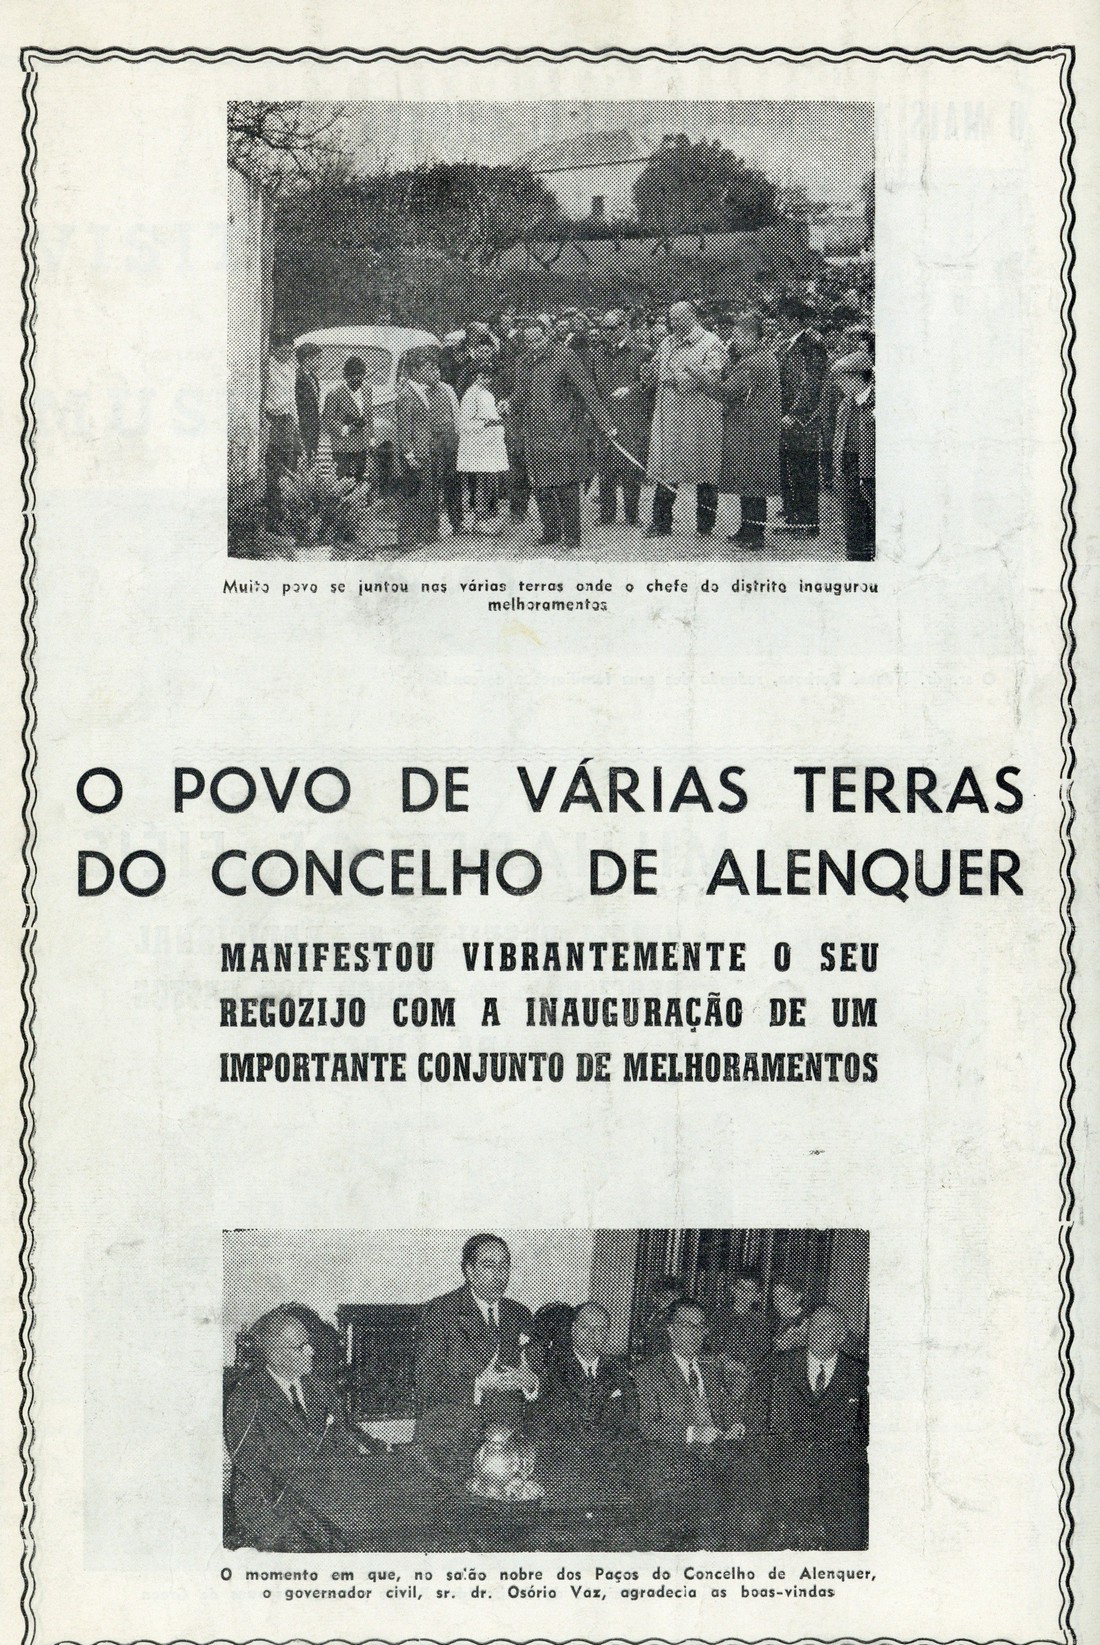 Muito povo se juntou nas várias terras onde o chefe do distrito inaugurou
melhoramentos
O POVO DE VÁRIAS TERRAS
DO CONCELHO DE ALENQUER
MANIFESTOU VIBRANTEMENTE O SEU
REGOZIJO COM A INAUGURAÇÃO DE UM
IMPORTANTE CONJUNTO DE MELHORAMENTOS
O momento em que, no salão nobre dos Paços do Concelho de Alenquer,
o governador civil, sr. dr. Osório Vaz, agradecia as boas-vindas